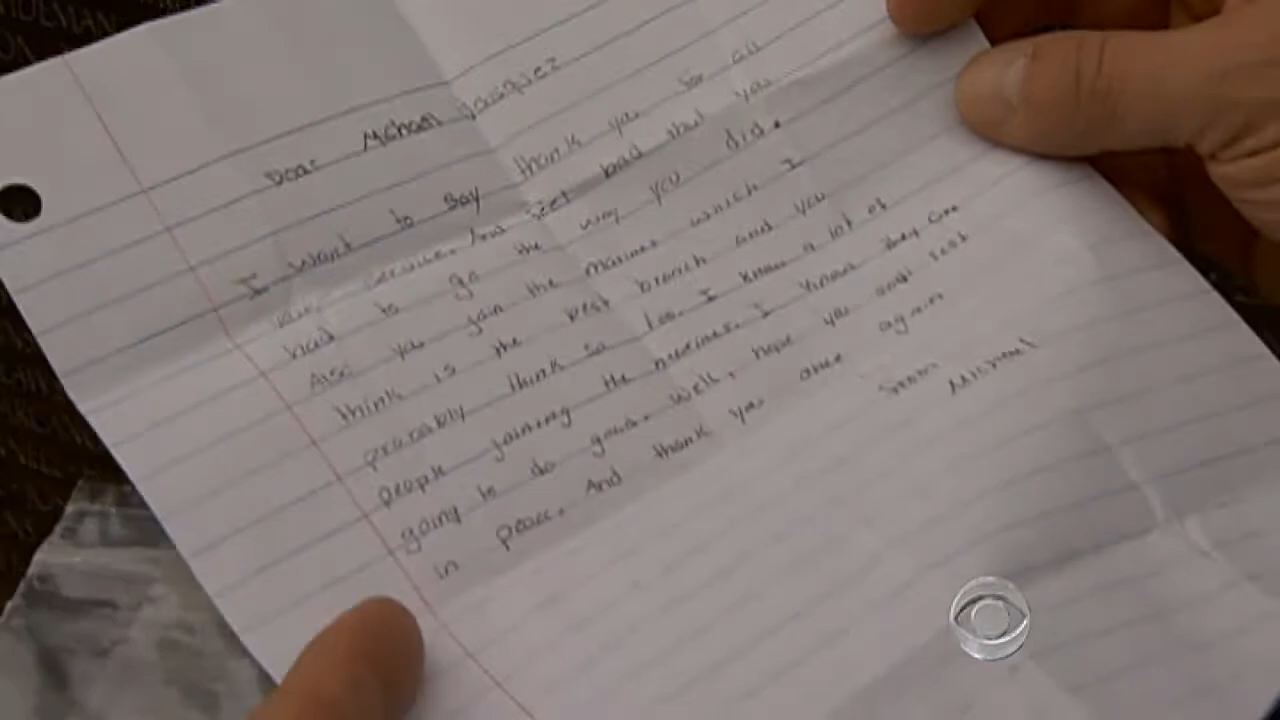 Dear Michael Vasquez
I want to say thank you for all
your service. And feel bad that you
had to go the way you did.
Also you join the marines which I
think is the best branch and you
probably think so too. I know a lot of
people joining the marines. I know they are
going to do good. Well, hope you and rest
in peace. And thank you once again
from
Michael